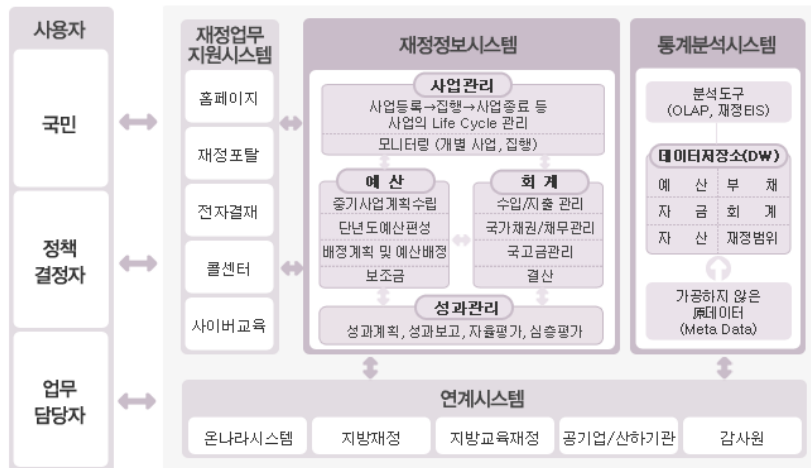 사용자
국민
정책
결정자
업무
담당자
재정업무
지원시스템
홈페이지
재정포탈
전자결재
콜센터
사이버교육
재정정보시스템
사업관리
사업등록→집행→사업종료 등
사업의 Life Cycle 관리
모니터링 (개별 사업, 집행)
예 산
중기사업계획수립
단년도예산편성
배정계획 및 예산배정
보조금
회 계
수입/지출 관리
국가채권/채무관리
국고금관리
결산
성과관리
성과계획, 성과보고, 자율평가, 심층평가
통계분석시스템
분석도구
(OLAP, 재정EIS)
데이터저장소(DW)
예 산 부 채
자 금 회 계
자 산 재정범위
가공하지 않은
原데이터
(Meta Data)
연계시스템
온나라시스템
지방재정
지방교육재정
공기업/산하기관
감사원